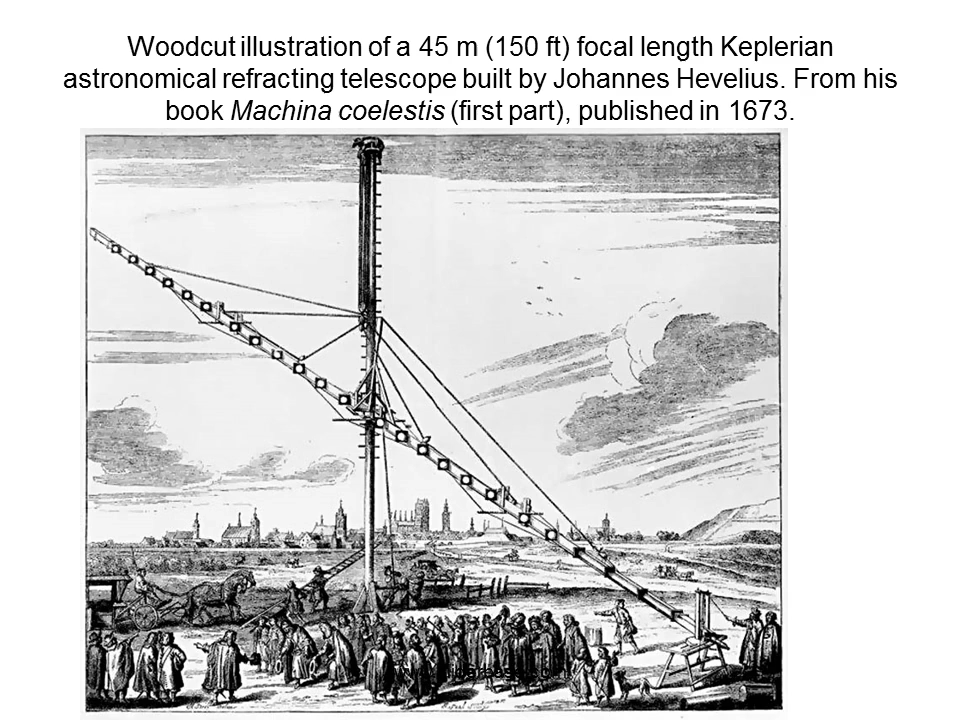 Woodcut illustration of a 45 m (150 ft) focal length Keplerian
astronomical refracting telescope built by Johannes Hevelius. From his
book Machina coelestis (first part), published in 1673.